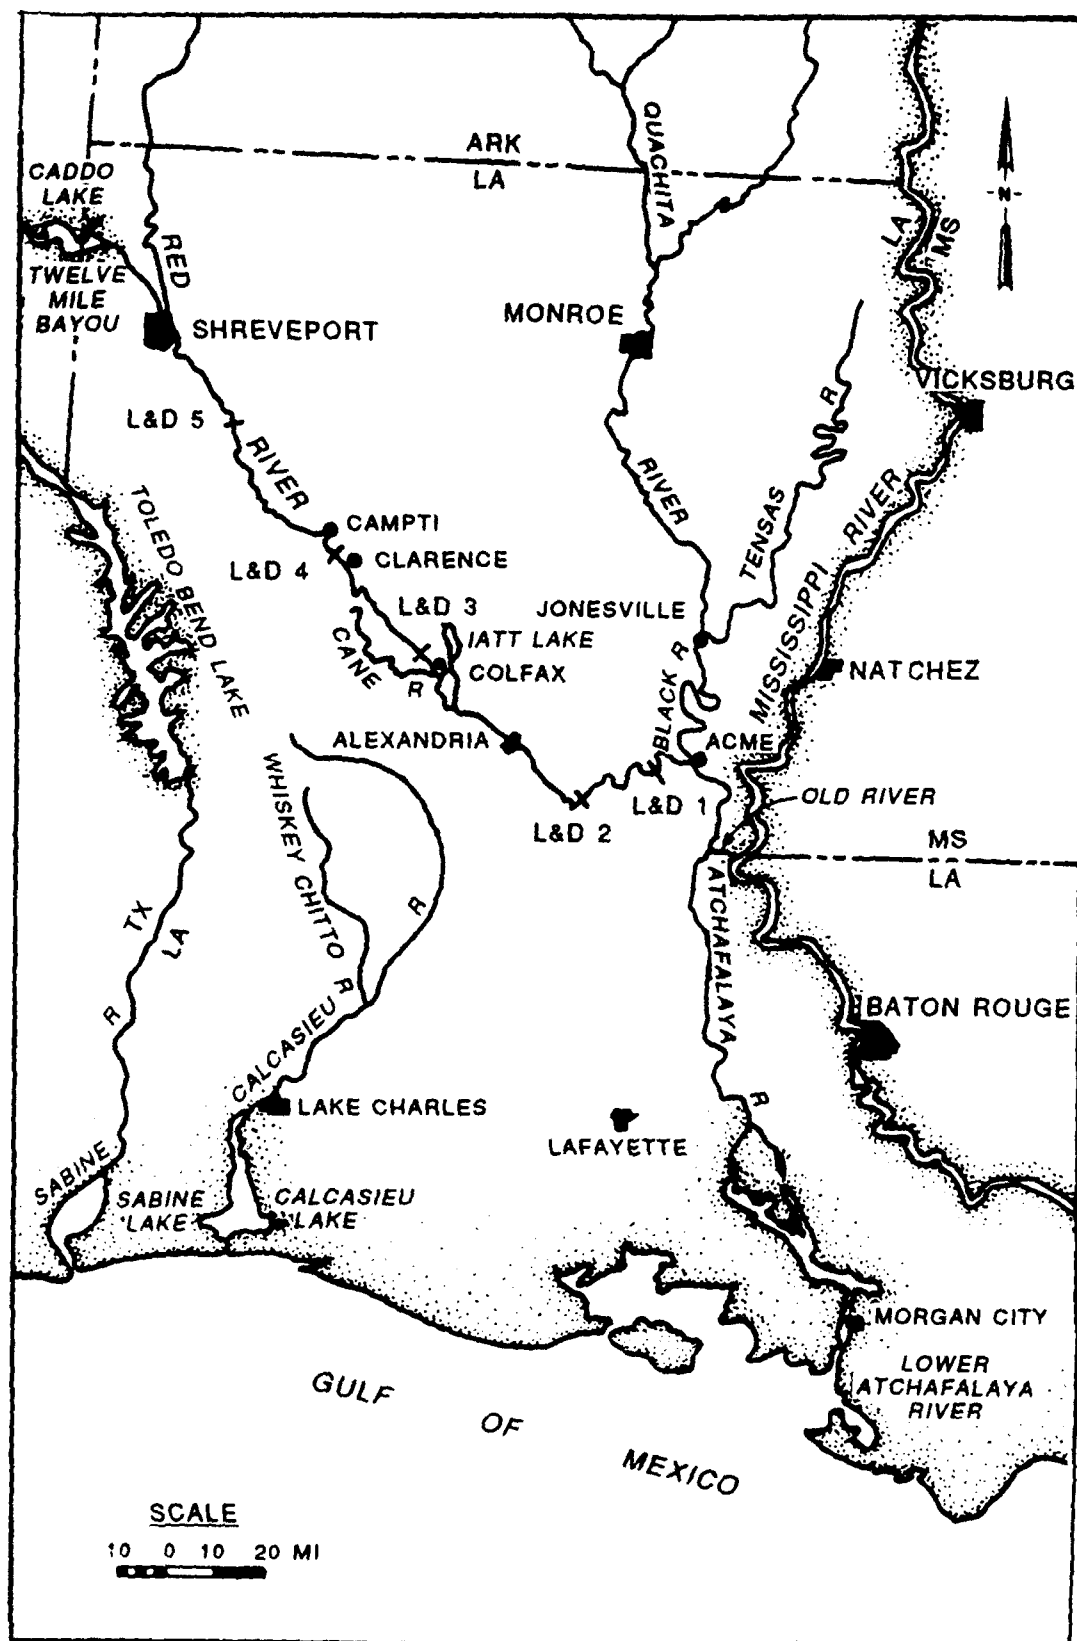 ARK
LA
CADDO
LAKE
TWELVE
MILE
BAYOU
RED
OUACHITA
LA
MS
-N-
SHREVEPORT
MONROE
VICKSBURG
L&D 5
RIVER
RIVER
TENSAS
R
MISSISSIPPI
RIVER
TOLEDO BEND LAKE
CAMPTI
CLARENCE
L&D 4
L&D 3
IATT LAKE
CANE
R
COLFAX
JONESVILLE
BLACK R
NATCHEZ
ALEXANDRIA
ACME
L&D 1
L&D 2
OLD RIVER
MS
LA
WHISKEY CHITTO
R
R
TX
LA
R
ATCHAFALAYA
R
BATON ROUGE
CALCASIEU
LAKE CHARLES
LAFAYETTE
SABINE
SABINE
LAKE
CALCASIEU
LAKE
MORGAN CITY
LOWER
ATCHAFALAYA
RIVER
GULF
OF
MEXICO
SCALE
10 0 10 20 MI